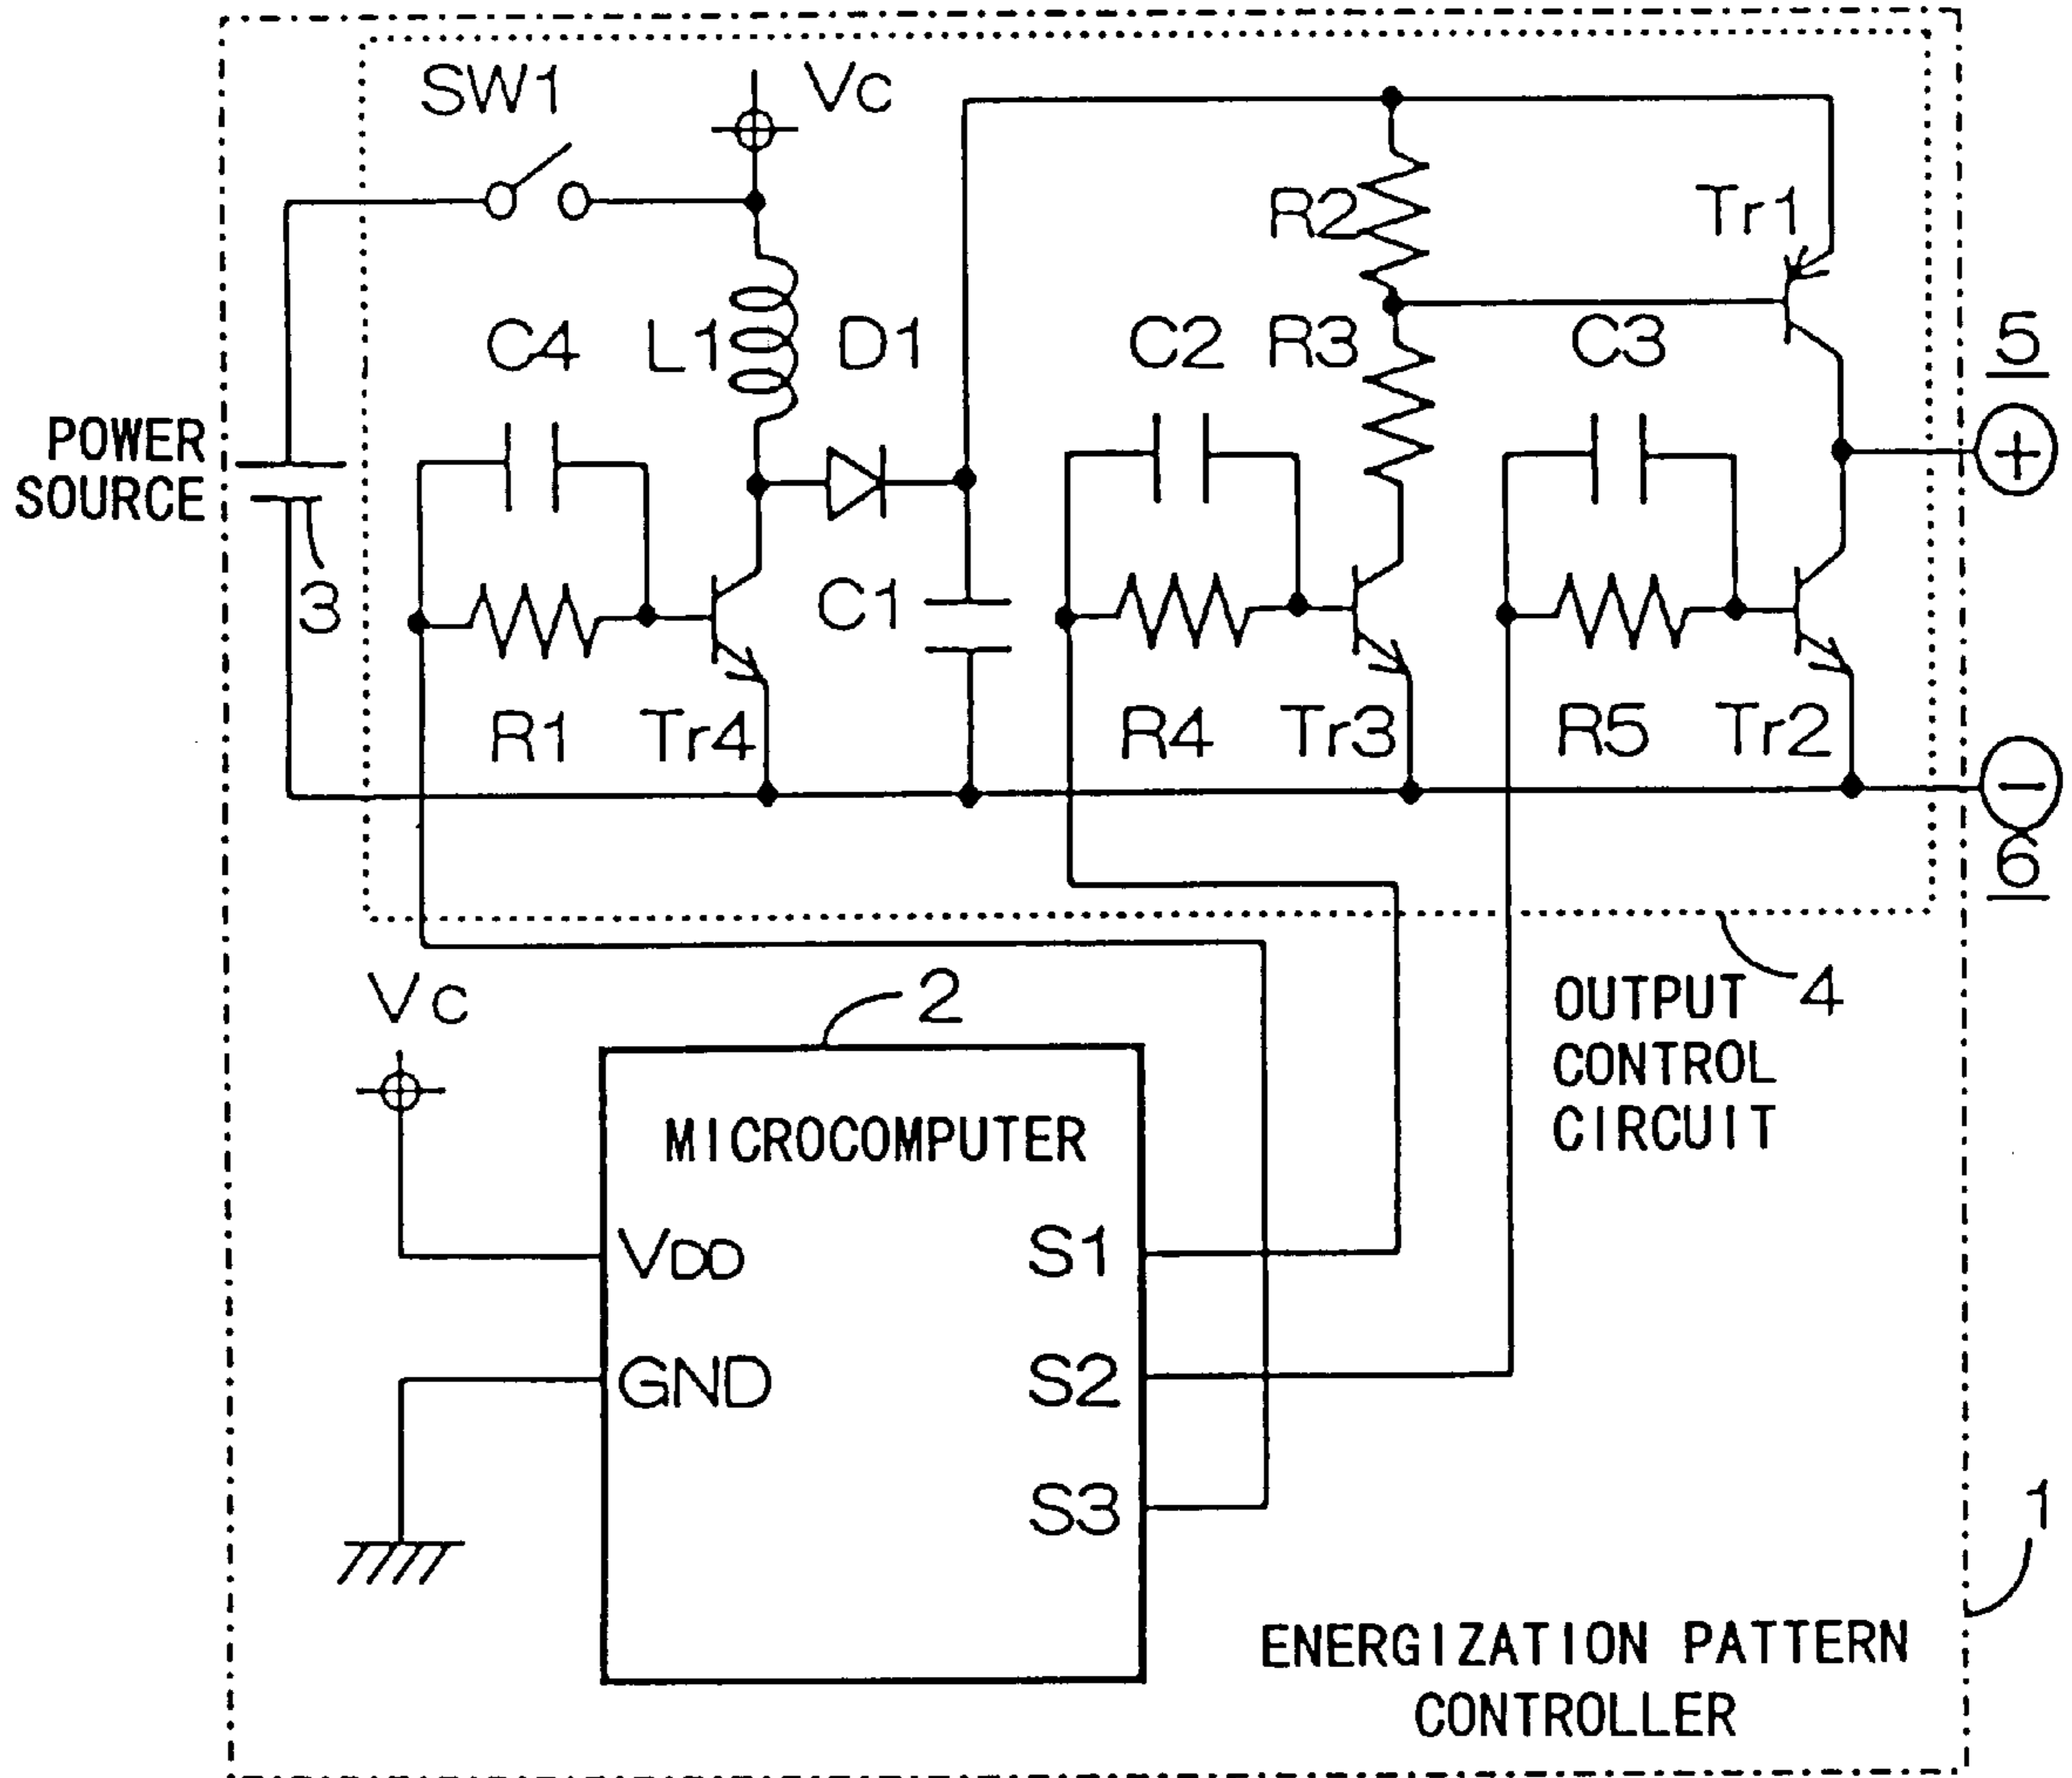 SW1
Vc
R2
Tr1
C4
L1
D1
C2
R3
C3
5
+
POWER
SOURCE
3
C1
R1
Tr4
R4
Tr3
R5
Tr2
−
6
Vc
2
OUTPUT 4
CONTROL
CIRCUIT
MICROCOMPUTER
VDD
S1
GND
S2
S3
1
ENERGIZATION PATTERN
CONTROLLER